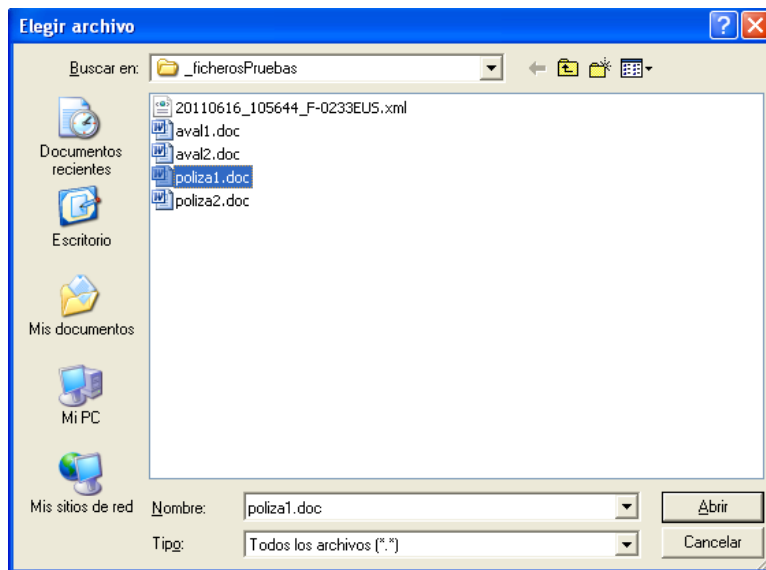 Elegir archivo
Buscar en: _ficherosPruebas
20110616_105644_F-0233EUS.xml
aval1.doc
aval2.doc
poliza1.doc
poliza2.doc
Documentos
recientes
Escritorio
Mis documentos
Mi PC
Mis sitios de red
Nombre: poliza1.doc Abrir
Tipo: Todos los archivos (*.*) Cancelar